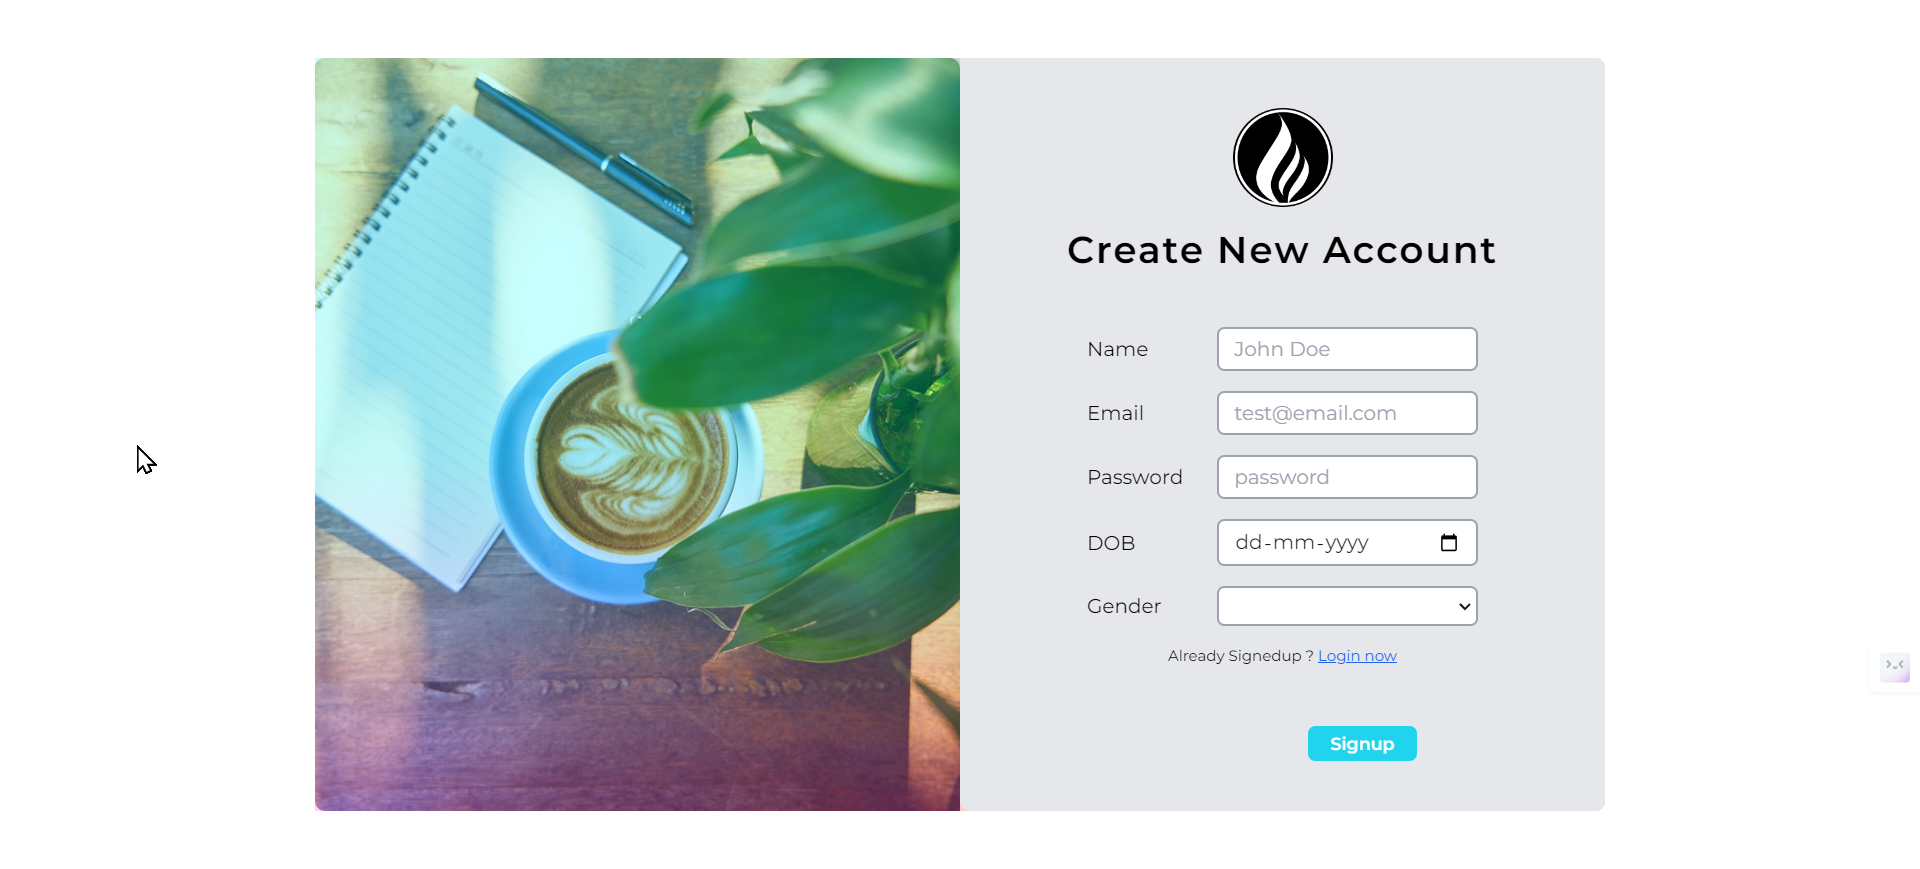 Create New Account
Name
John Doe
Email
test@email.com
Password
password
DOB
dd-mm-yyyy
Gender
Already Signedup ? Login now
Signup